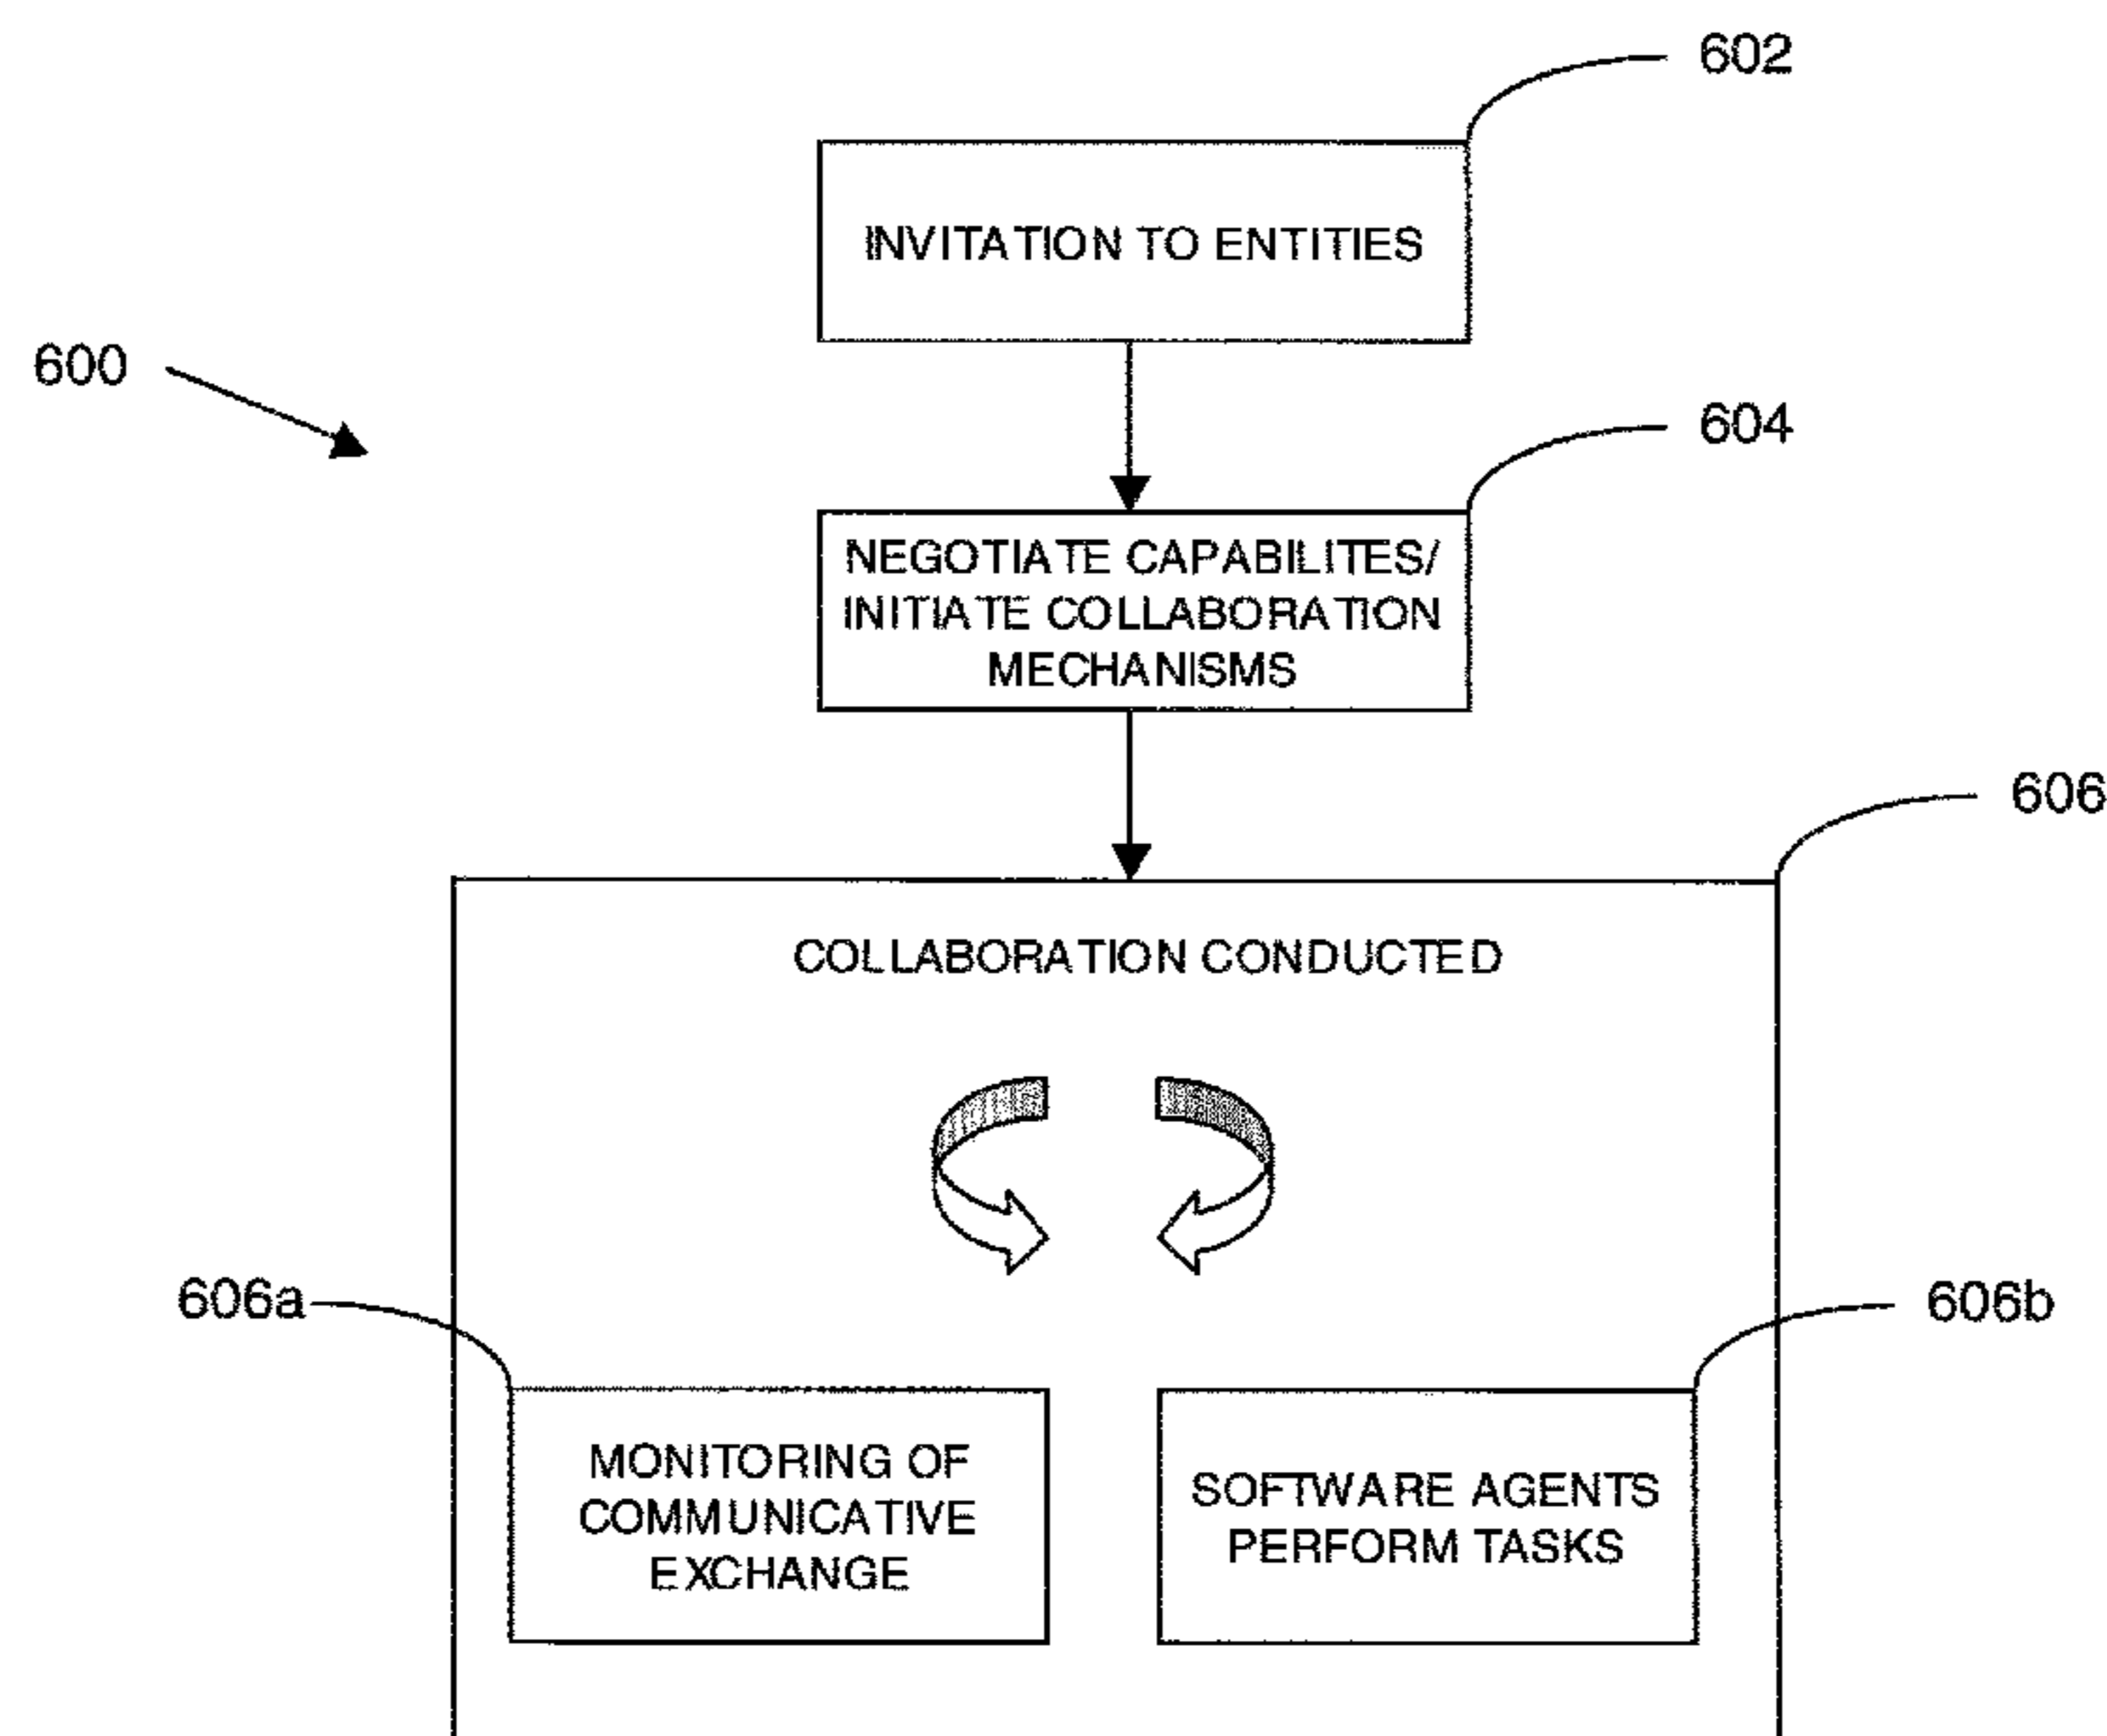 602
INVITATION TO ENTITIES
600
604
NEGOTIATE CAPABILITES/
INITIATE COLLABORATION
MECHANISMS
606
COLLABORATION CONDUCTED
606a
606b
MONITORING OF
COMMUNICATIVE
EXCHANGE
SOFTWARE AGENTS
PERFORM TASKS